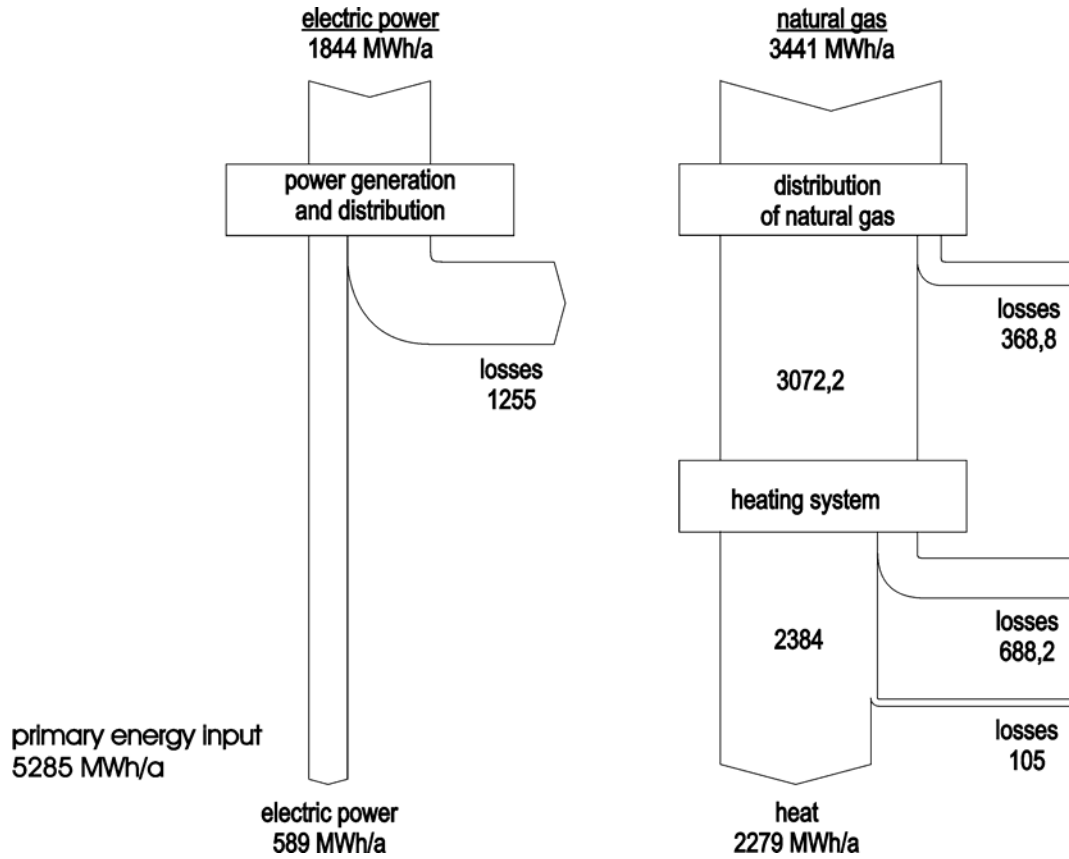 electric power
1844 MWh/a
natural gas
3441 MWh/a
power generation
and distribution
distribution
of natural gas
losses
1255
losses
368,8
3072,2
heating system
2384
losses
688,2
primary energy input
5285 MWh/a
losses
105
electric power
589 MWh/a
heat
2279 MWh/a